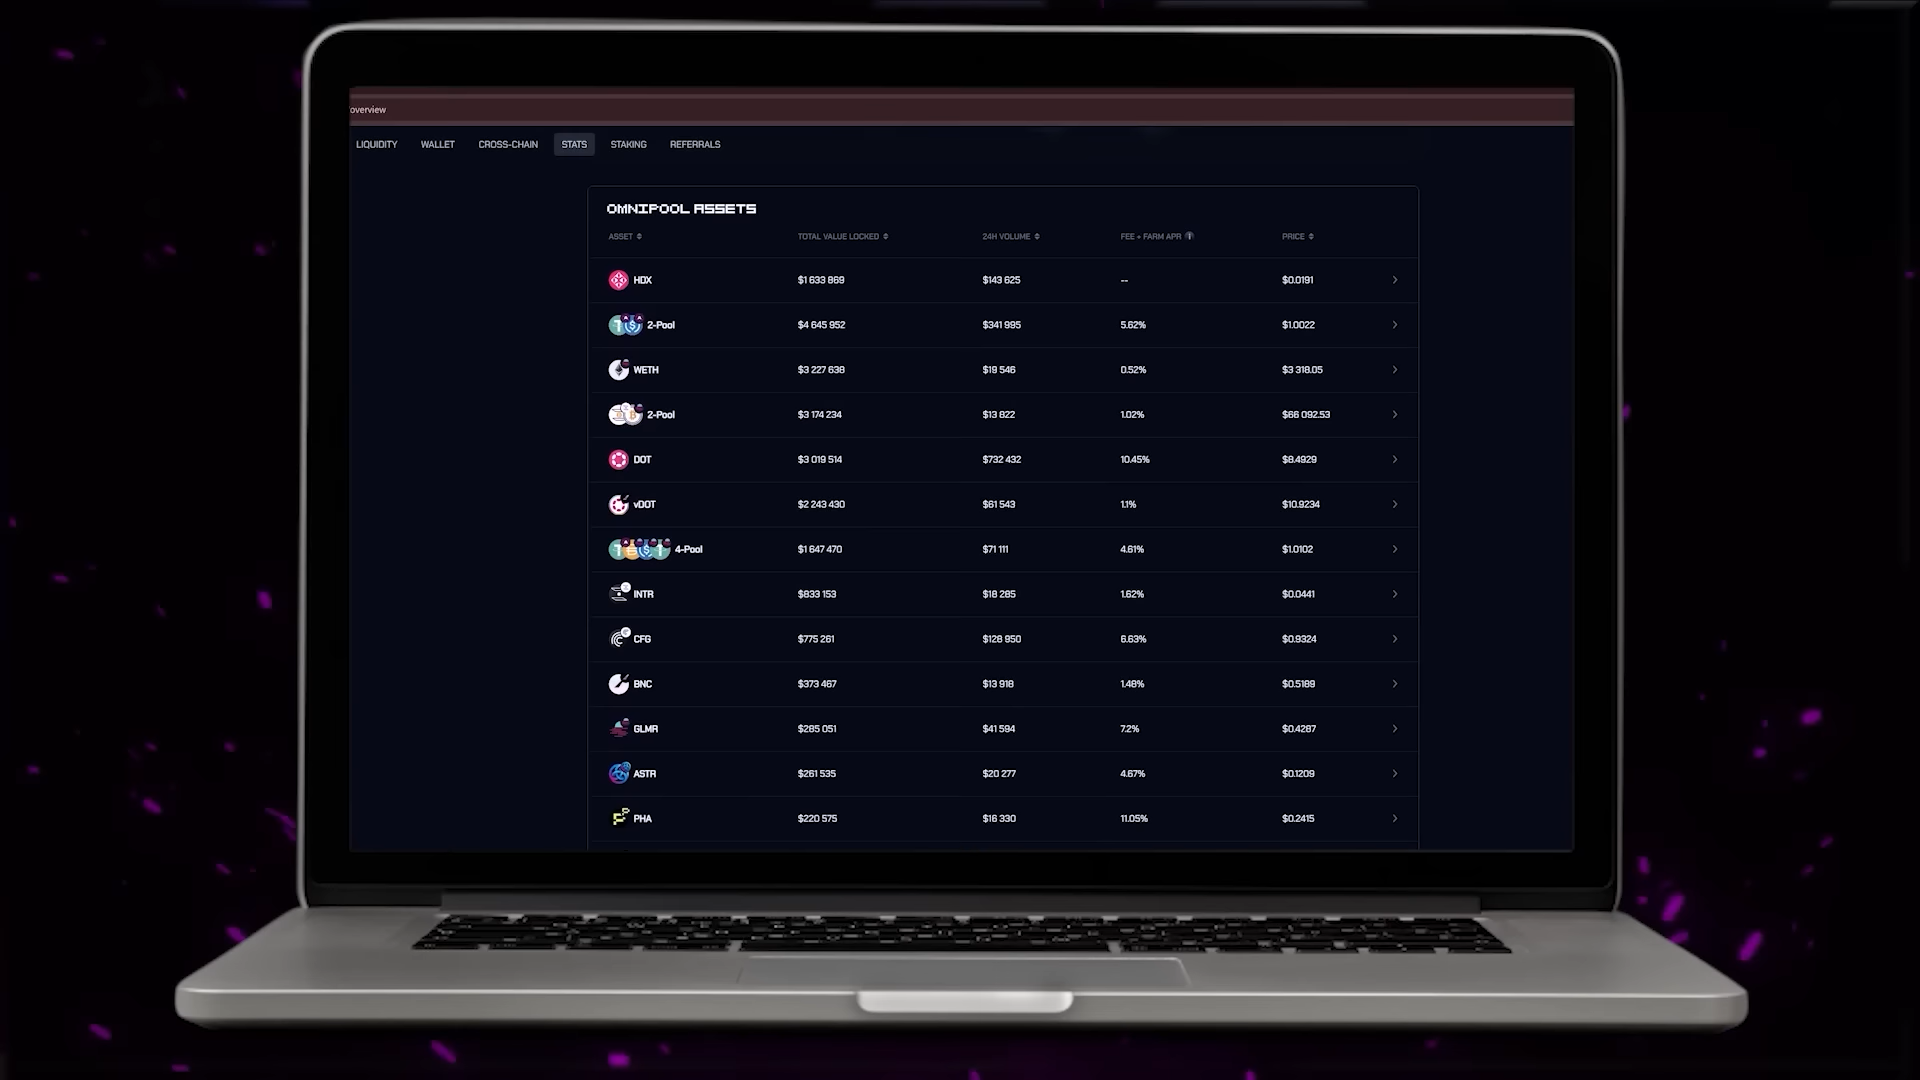 overview
LIQUIDITY WALLET CROSS-CHAIN STATS STAKING REFERRALS
OMNIPOOL ASSETS
ASSET TOTAL VALUE LOCKED 24H VOLUME FEE + FARM APR PRICE
HDX $1 633 869 $143 625 -- $0.0191
2-Pool $4 645 952 $341 995 5.62% $1.0022
WETH $3 227 638 $19 546 0.52% $3 318.05
2-Pool $3 174 234 $13 822 1.02% $66 092.53
DOT $3 019 514 $732 432 10.45% $8.4929
vDOT $2 243 430 $61 543 1.1% $10.9234
4-Pool $1 647 470 $71 111 4.61% $1.0102
INTR $833 153 $18 285 1.62% $0.0441
CFG $775 261 $128 950 6.63% $0.9324
BNC $373 467 $13 918 1.48% $0.5189
GLMR $285 051 $41 594 7.2% $0.4287
ASTR $261 535 $20 277 4.67% $0.1209
PHA $220 575 $16 330 11.05% $0.2415